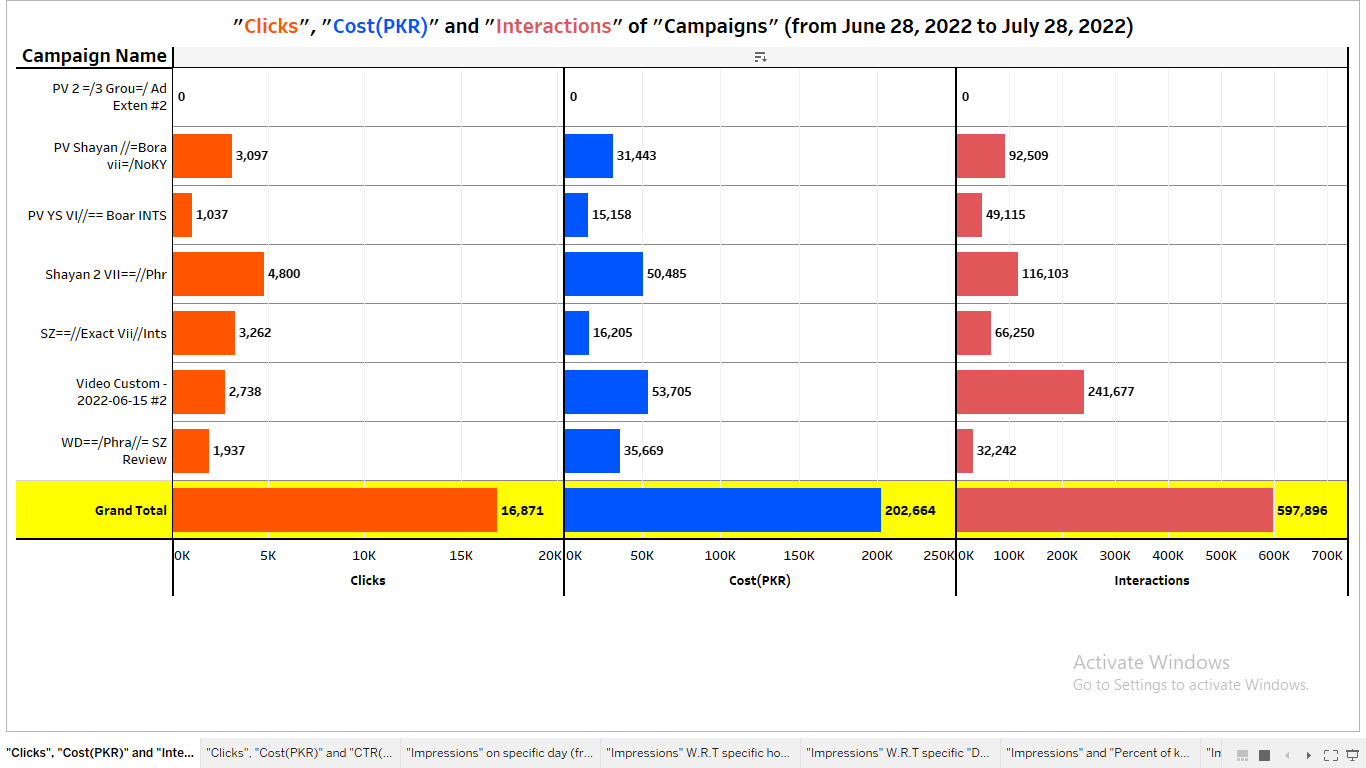 "Clicks", "Cost(PKR)" and "Interactions" of "Campaigns" (from June 28, 2022 to July 28, 2022)
Campaign Name
PV 2 =/3 Grou=/ Ad
Exten #2
0 0 0
PV Shayan //=Bora
vii=/NoKY
3,097 31,443 92,509
PV YS VI//== Boar INTS 1,037 15,158 49,115
Shayan 2 VII==//Phr 4,800 50,485 116,103
SZ==//Exact Vii//Ints 3,262 16,205 66,250
Video Custom -
2022-06-15 #2
2,738 53,705 241,677
WD==/Phra//= SZ
Review
1,937 35,669 32,242
Grand Total 16,871 202,664 597,896
0K 5K 10K 15K 20K 0K 50K 100K 150K 200K 250K 0K 100K 200K 300K 400K 500K 600K 700K
Clicks Cost(PKR) Interactions
Activate Windows
Go to Settings to activate Windows.
"Clicks", "Cost(PKR)" and "Inte... "Clicks", "Cost(PKR)" and "CTR(... "Impressions" on specific day (fr... "Impressions" W.R.T specific ho... "Impressions" W.R.T specific "D... "Impressions" and "Percent of k... "In